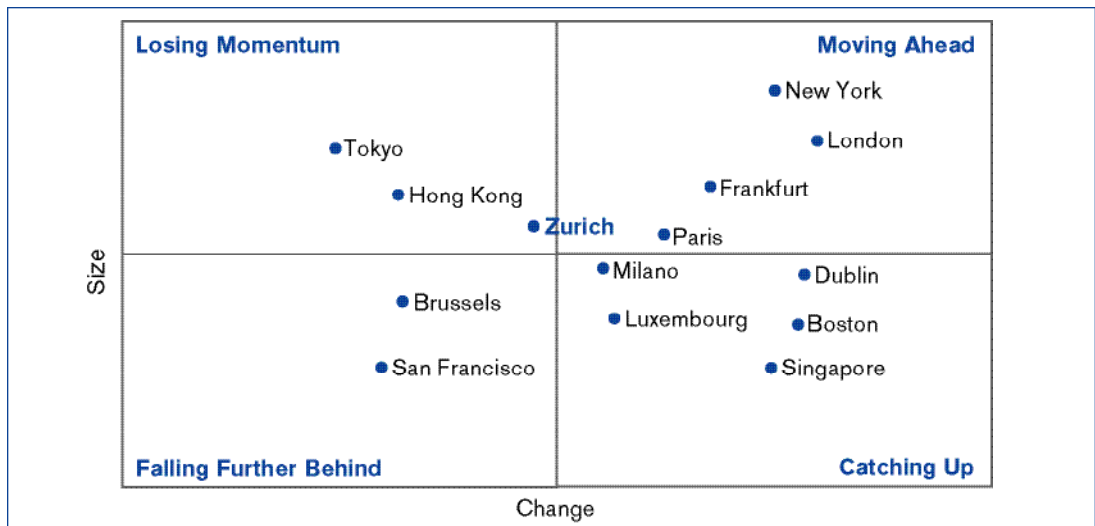 Losing Momentum
Moving Ahead
New York
London
Tokyo
Frankfurt
Hong Kong
Zurich
Paris
Size
Milano
Dublin
Brussels
Luxembourg
Boston
San Francisco
Singapore
Falling Further Behind
Catching Up
Change